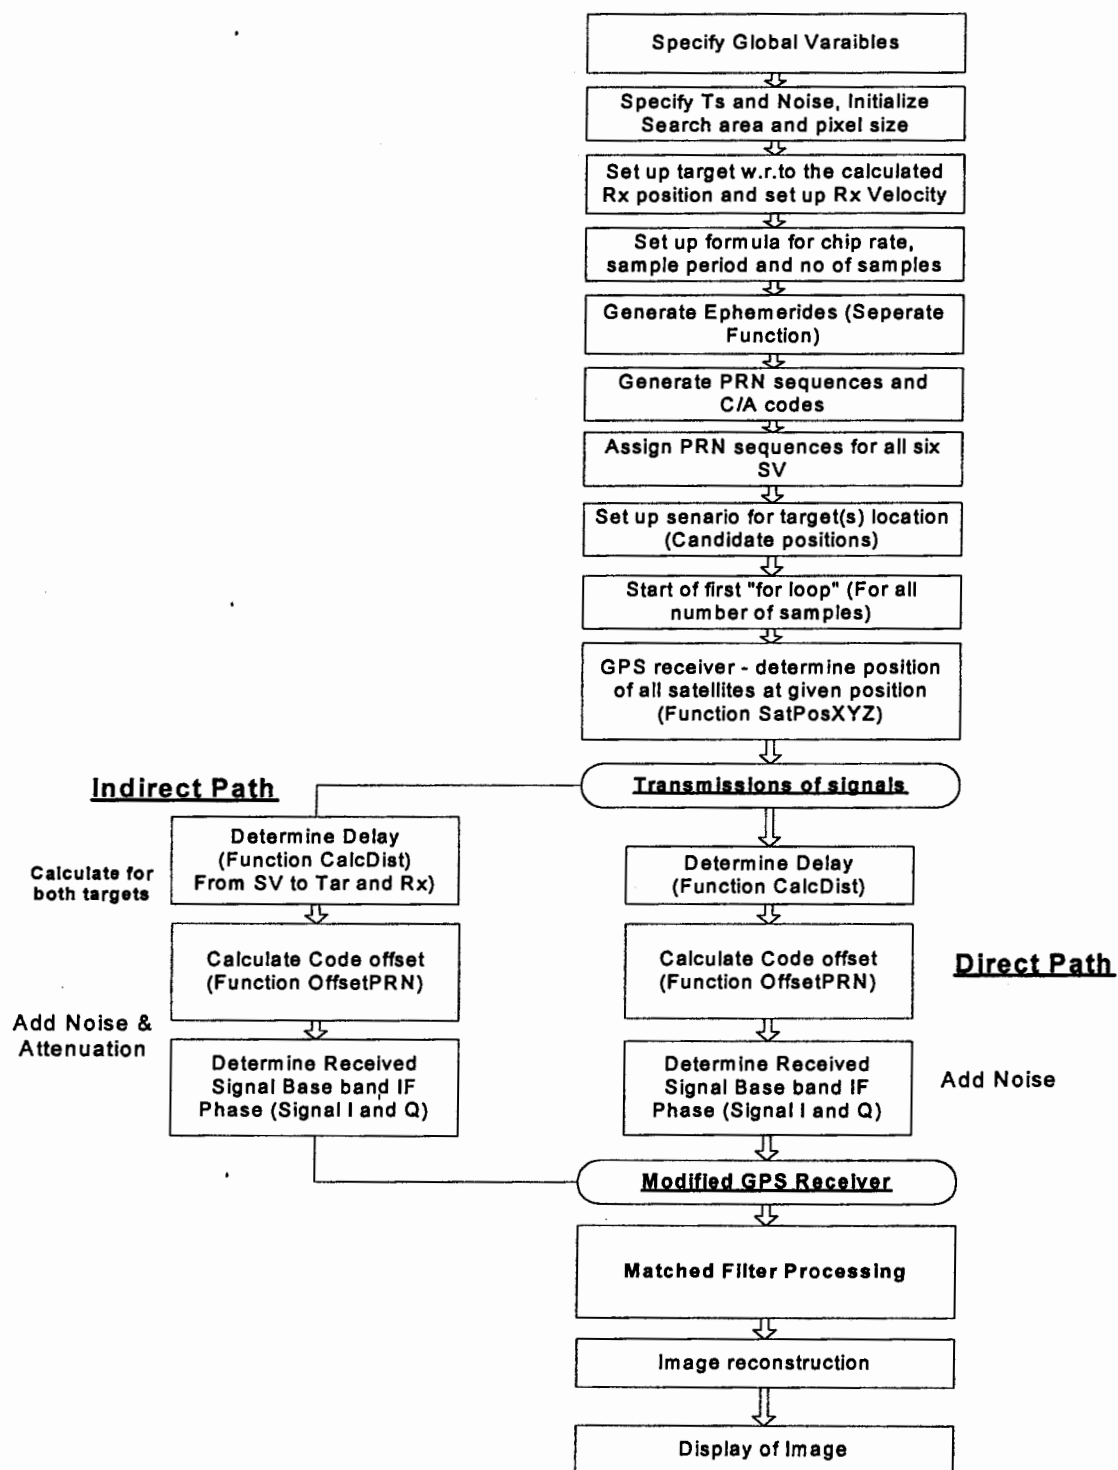 Specify Global Varaibles
Specify Ts and Noise, Initialize
Search area and pixel size
Set up target w.r.to the calculated
Rx position and set up Rx Velocity
Set up formula for chip rate,
sample period and no of samples
Generate Ephemerides (Seperate
Function)
Generate PRN sequences and
C/A codes
Assign PRN sequences for all six
SV
Set up senario for target(s) location
(Candidate positions)
Start of first "for loop" (For all
number of samples)
GPS receiver - determine position
of all satellites at given position
(Function SatPosXYZ)
Transmissions of signals
Indirect Path
Determine Delay
(Function CalcDist)
From SV to Tar and Rx)
Calculate for
both targets
Calculate Code offset
(Function OffsetPRN)
Add Noise &
Attenuation
Determine Received
Signal Base band IF
Phase (Signal I and Q)
Determine Delay
(Function CalcDist)
Calculate Code offset
(Function OffsetPRN)
Direct Path
Determine Received
Signal Base band IF
Phase (Signal I and Q)
Add Noise
Modified GPS Receiver
Matched Filter Processing
Image reconstruction
Display of Image